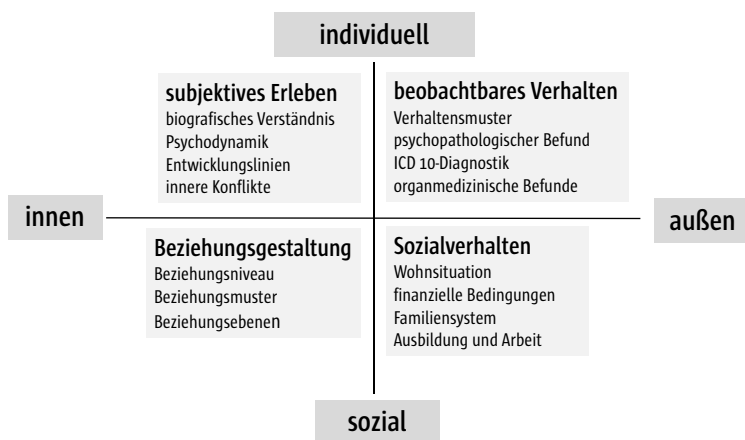 individuell
subjektives Erleben
biografisches Verständnis
Psychodynamik
Entwicklungslinien
innere Konflikte
beobachtbares Verhalten
Verhaltensmuster
psychopathologischer Befund
ICD 10-Diagnostik
organmedizinische Befunde
innen
außen
Beziehungsgestaltung
Beziehungsniveau
Beziehungsmuster
Beziehungsebenen
Sozialverhalten
Wohnsituation
finanzielle Bedingungen
Familiensystem
Ausbildung und Arbeit
sozial